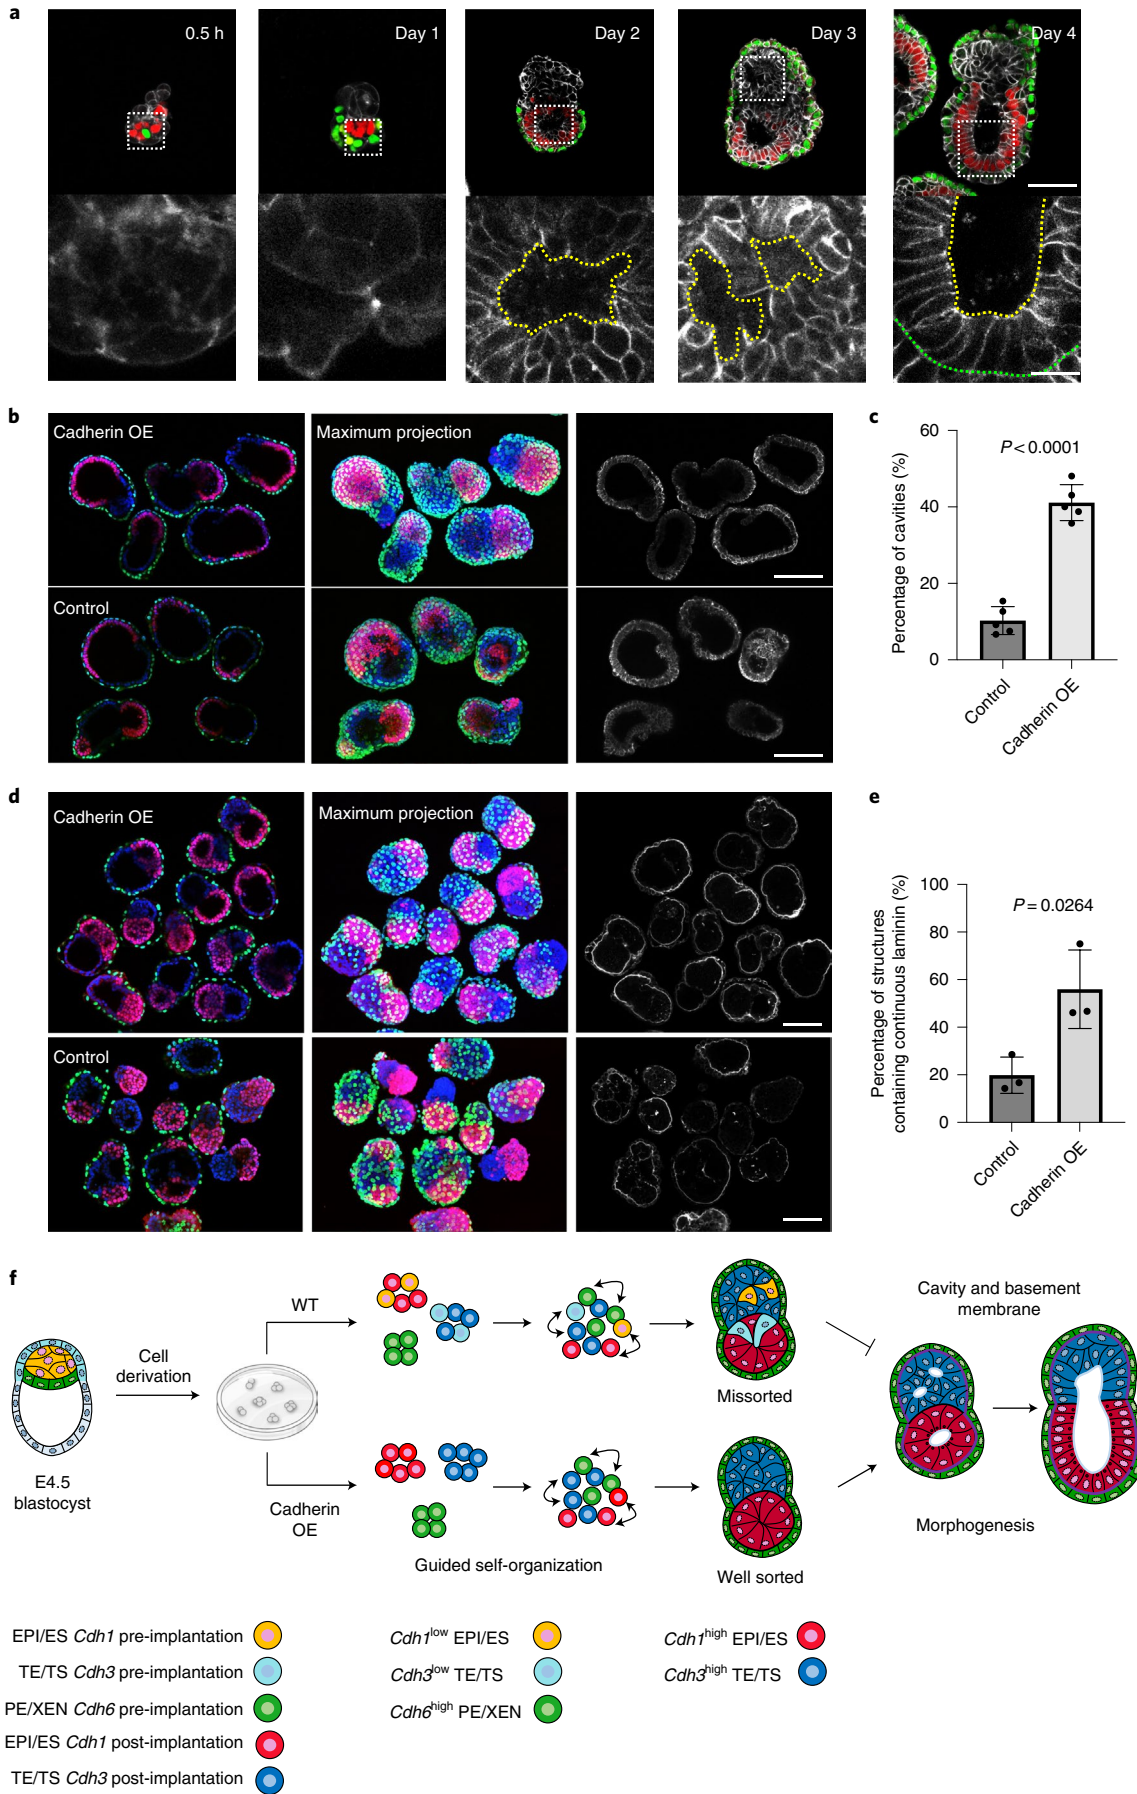 a
0.5 h
Day 1
Day 2
Day 3
Day 4
b
Cadherin OE
Maximum projection
Control
c
60
40
20
0
Percentage of cavities (%)
P < 0.0001
Control
Cadherin OE
d
Cadherin OE
Maximum projection
Control
e
100
80
60
40
20
0
Percentage of structures
containing continuous laminin (%)
P = 0.0264
Control
Cadherin OE
f
E4.5
blastocyst
Cell
derivation
WT
Cadherin
OE
Guided self-organization
Missorted
Well sorted
Cavity and basement
membrane
Morphogenesis
EPI/ES Cdh1 pre-implantation
TE/TS Cdh3 pre-implantation
PE/XEN Cdh6 pre-implantation
EPI/ES Cdh1 post-implantation
TE/TS Cdh3 post-implantation
Cdh1low EPI/ES
Cdh3low TE/TS
Cdh6high PE/XEN
Cdh1high EPI/ES
Cdh3high TE/TS